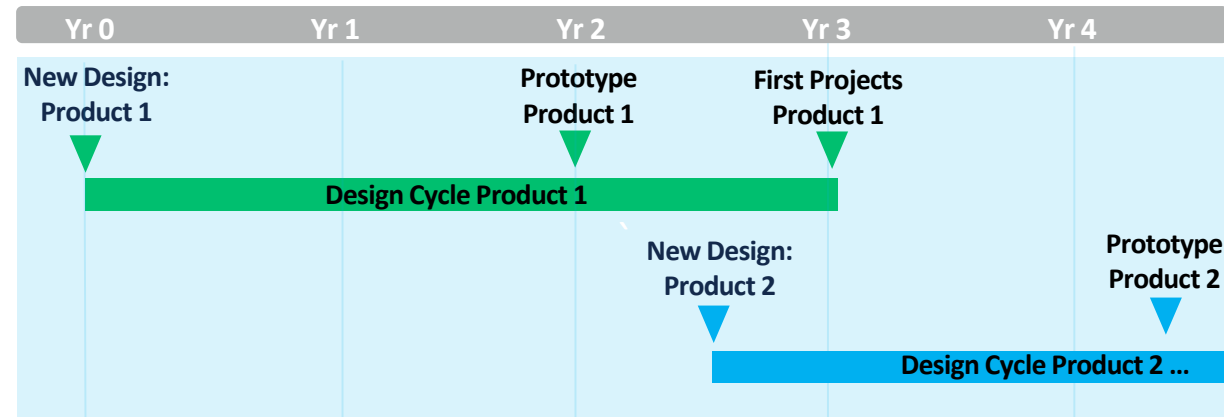 Yr 0 Yr 1 Yr 2 Yr 3 Yr 4
New Design:
Product 1
Prototype
Product 1
First Projects
Product 1
Design Cycle Product 1
New Design:
Product 2
Prototype
Product 2
Design Cycle Product 2 ...